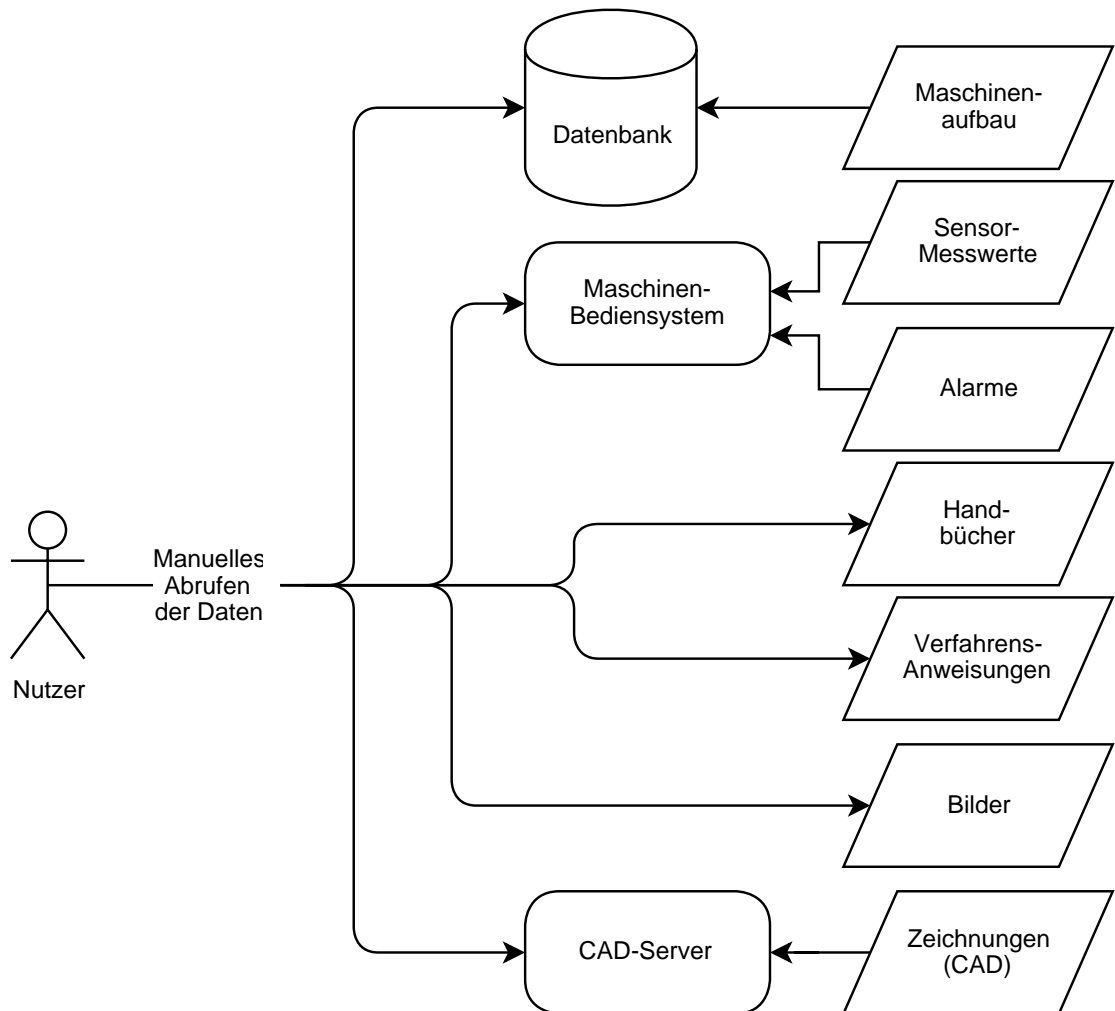 Datenbank
Maschinen-
aufbau
Sensor-
Messwerte
Maschinen-
Bediensystem
Alarme
Hand-
bücher
Manuelles
Abrufen
der Daten
Nutzer
Verfahrens-
Anweisungen
Bilder
CAD-Server
Zeichnungen
(CAD)